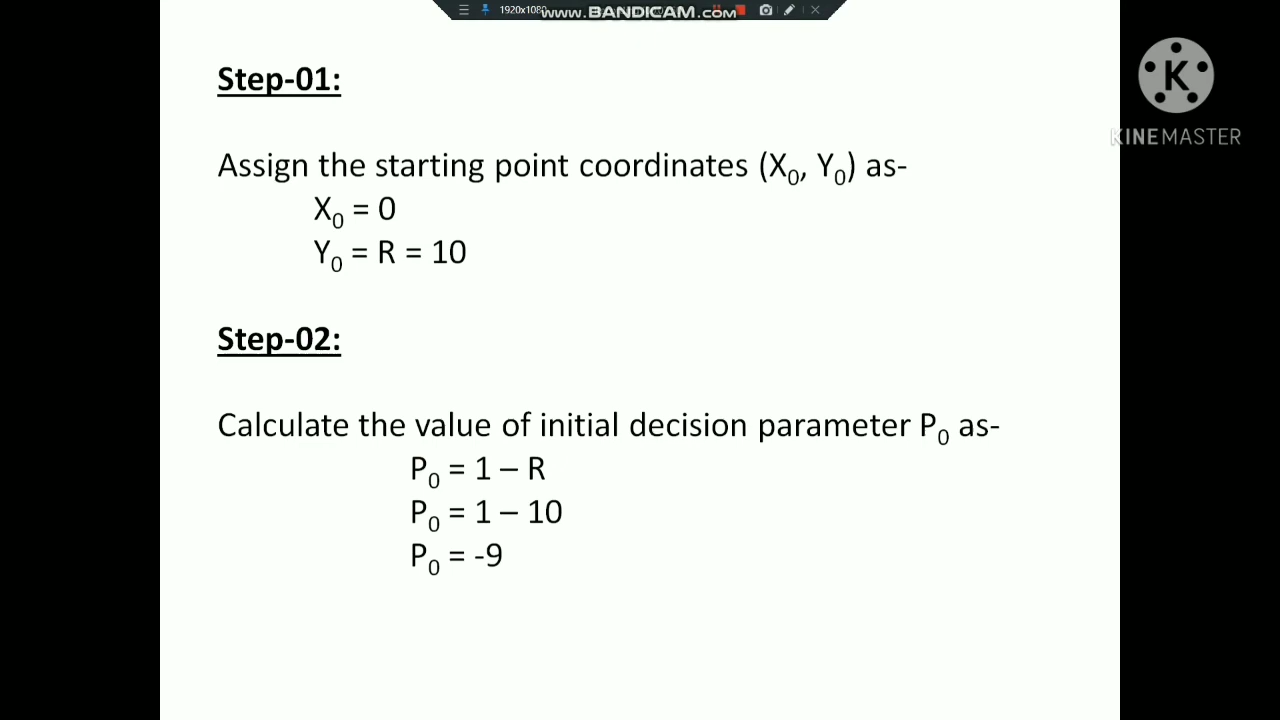 1920x1080
www.BANDICAM.com
K
KINEMASTER
Step-01:
Assign the starting point coordinates (X₀, Y₀) as-
X₀ = 0
Y₀ = R = 10
Step-02:
Calculate the value of initial decision parameter P₀ as-
P₀ = 1 – R
P₀ = 1 – 10
P₀ = -9